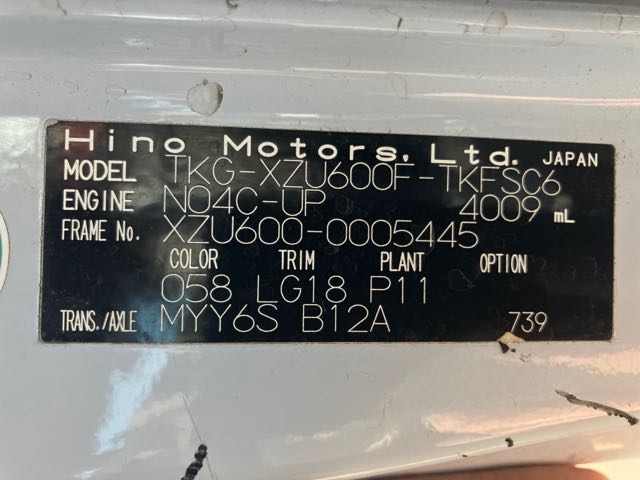 Hino Motors, Ltd. JAPAN
MODEL TKG-XZU600F-TKFSC6
ENGINE N04C-UP 4009 mL
FRAME No. XZU600-0005445
COLOR TRIM PLANT OPTION
058 LG18 P11
TRANS./AXLE MYY6S B12A 739